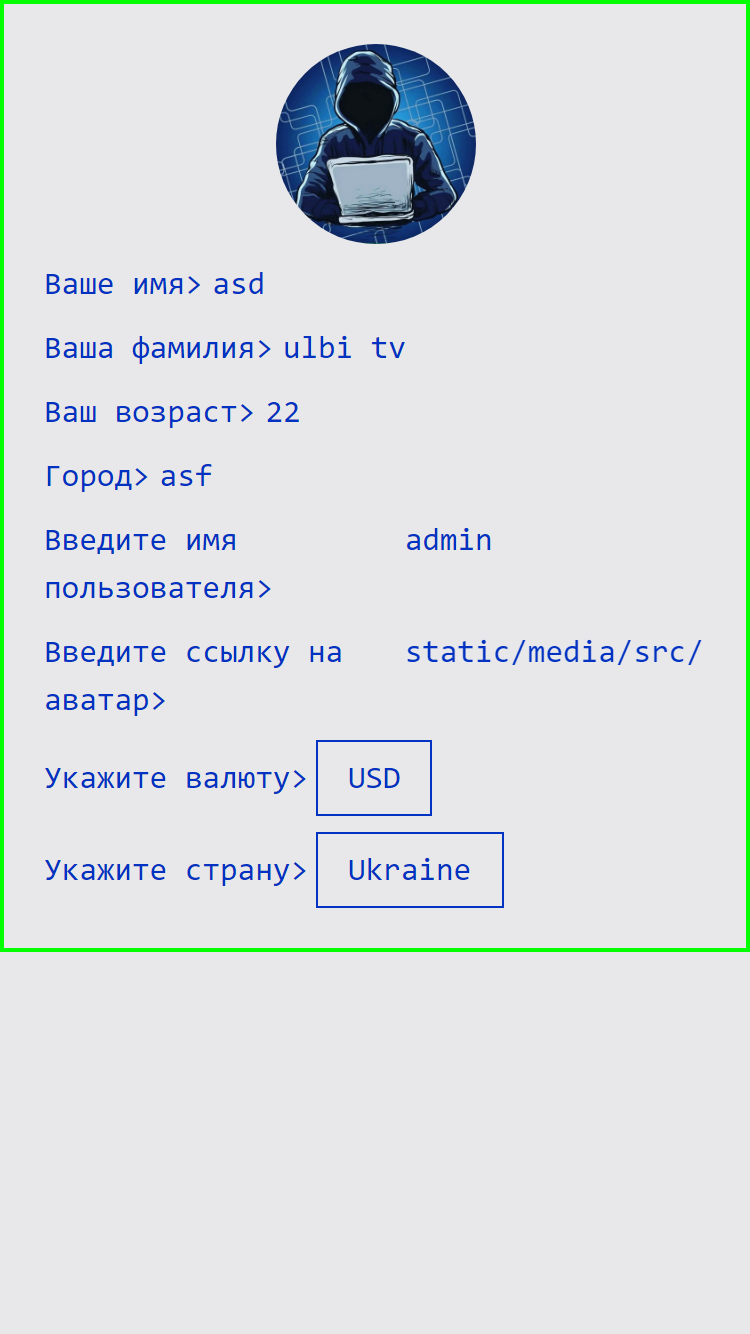 Ваше имя> asd
Ваша фамилия> ulbi tv
Ваш возраст> 22
Город> asf
Введите имя пользователя> admin
Введите ссылку на аватар> static/media/src/
Укажите валюту> USD
Укажите страну> Ukraine